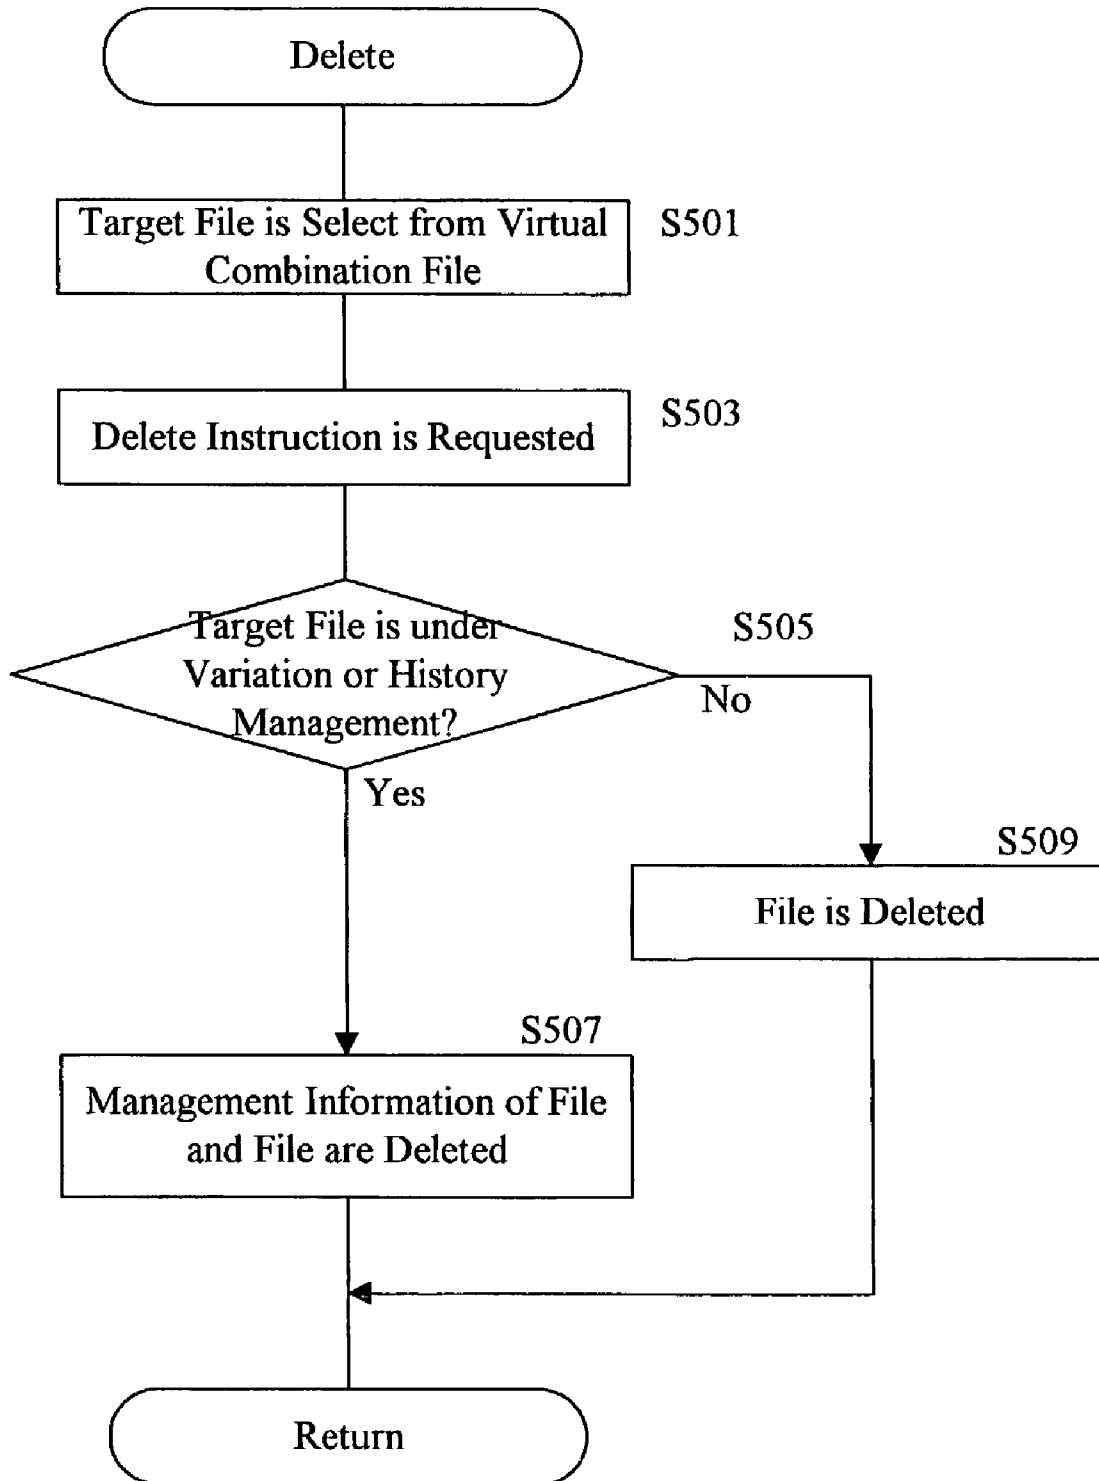 Delete
Target File is Select from Virtual
Combination File
S501
Delete Instruction is Requested
S503
Target File is under
Variation or History
Management?
S505
No
Yes
S509
File is Deleted
S507
Management Information of File
and File are Deleted
Return